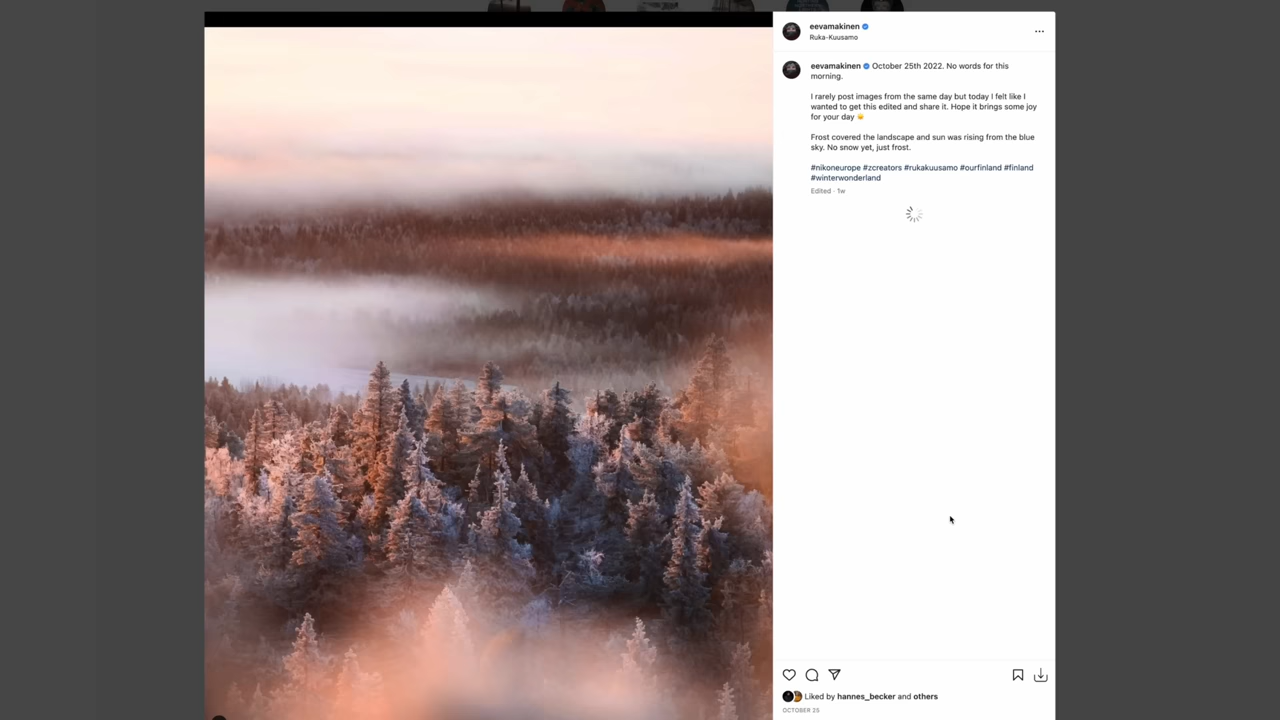 eevamakinen
Ruka-Kuusamo
eevamakinen October 25th 2022. No words for this
morning.
I rarely post images from the same day but today I felt like I
wanted to get this edited and share it. Hope it brings some joy
for your day
Frost covered the landscape and sun was rising from the blue
sky. No snow yet, just frost.
#nikoneurope #zcreators #rukakuusamo #ourfinland #finland
#winterwonderland
Edited · 1w
Liked by hannes_becker and others
OCTOBER 25